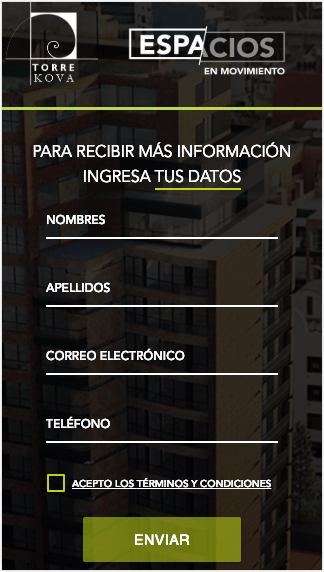 TORRE
KOVA
ESPACIOS
EN MOVIMIENTO
PARA RECIBIR MÁS INFORMACIÓN
INGRESA TUS DATOS
NOMBRES
APELLIDOS
CORREO ELECTRÓNICO
TELÉFONO
ACEPTO LOS TÉRMINOS Y CONDICIONES
ENVIAR